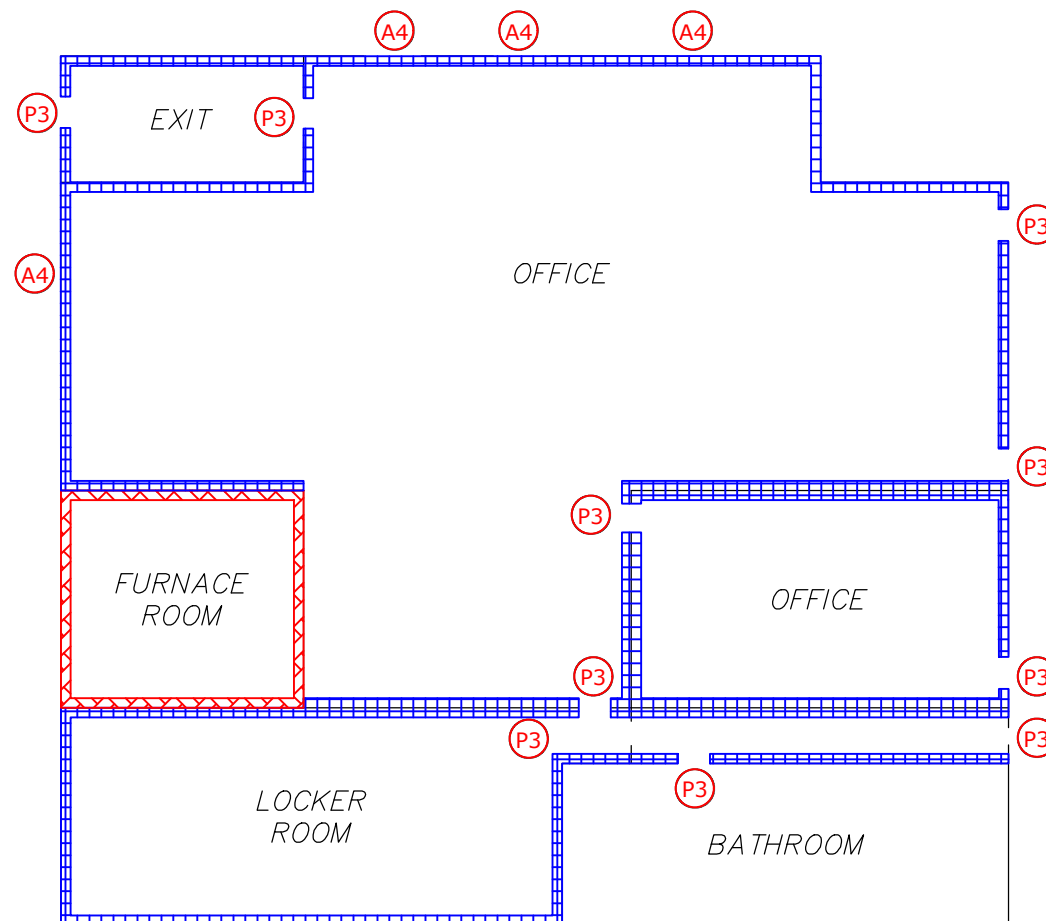 A4
A4
A4
P3
EXIT
P3
P3
A4
OFFICE
P3
P3
FURNACE
ROOM
OFFICE
P3
P3
P3
P3
P3
LOCKER
ROOM
BATHROOM